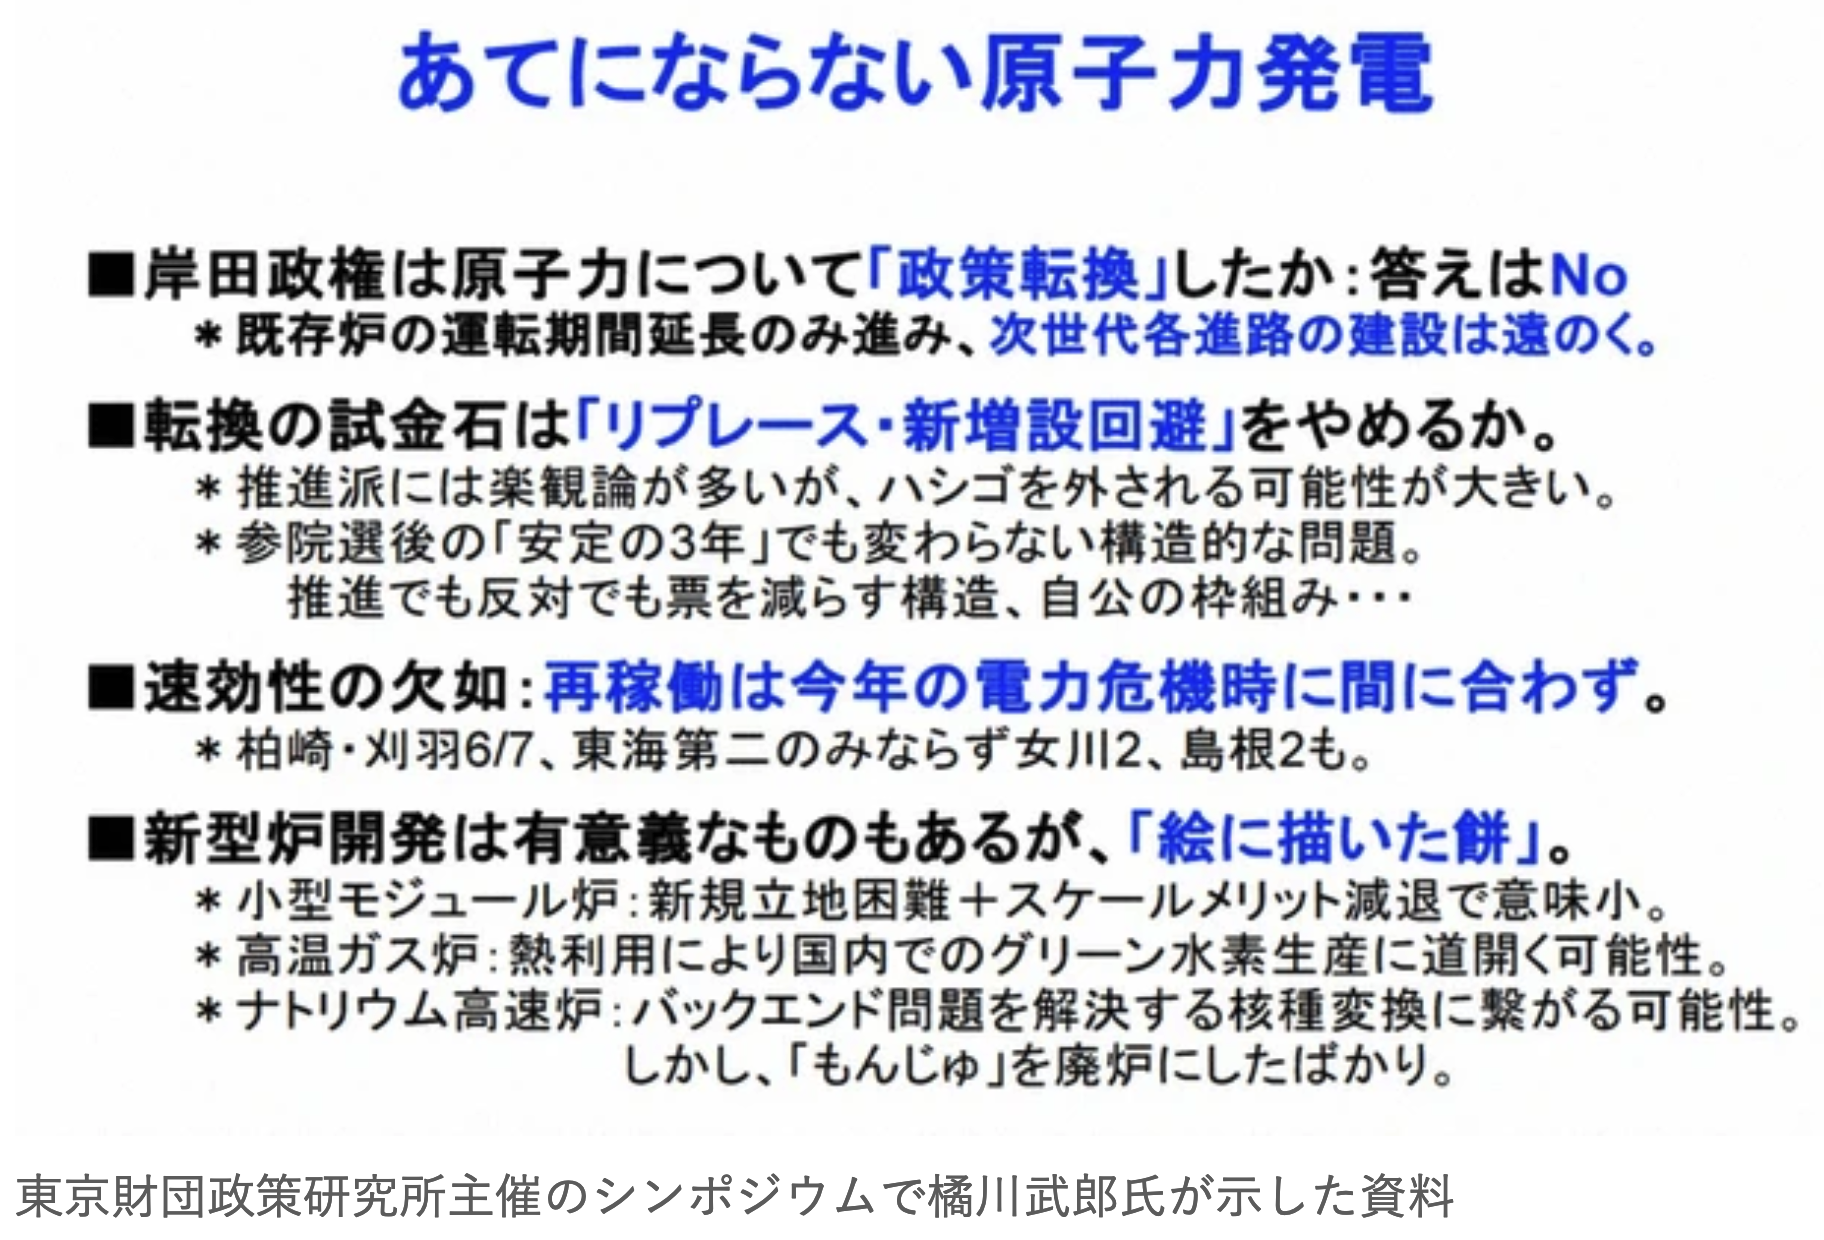 あてにならない原子力発電
■岸田政権は原子力について「政策転換」したか：答えはNo
＊既存炉の運転期間延長のみ進み、次世代各進路の建設は遠のく。
■転換の試金石は「リプレース・新増設回避」をやめるか。
＊推進派には楽観論が多いが、ハシゴを外される可能性が大きい。
＊参院選後の「安定の3年」でも変わらない構造的な問題。
推進でも反対でも票を減らす構造、自公の枠組み・・・
■速効性の欠如：再稼働は今年の電力危機時に間に合わず。
＊柏崎・刈羽6/7、東海第二のみならず女川2、島根2も。
■新型炉開発は有意義なものもあるが、「絵に描いた餅」。
＊小型モジュール炉：新規立地困難＋スケールメリット減退で意味小。
＊高温ガス炉：熱利用により国内でのグリーン水素生産に道開く可能性。
＊ナトリウム高速炉：バックエンド問題を解決する核種変換に繋がる可能性。
しかし、「もんじゅ」を廃炉にしたばかり。
東京財団政策研究所主催のシンポジウムで橘川武郎氏が示した資料